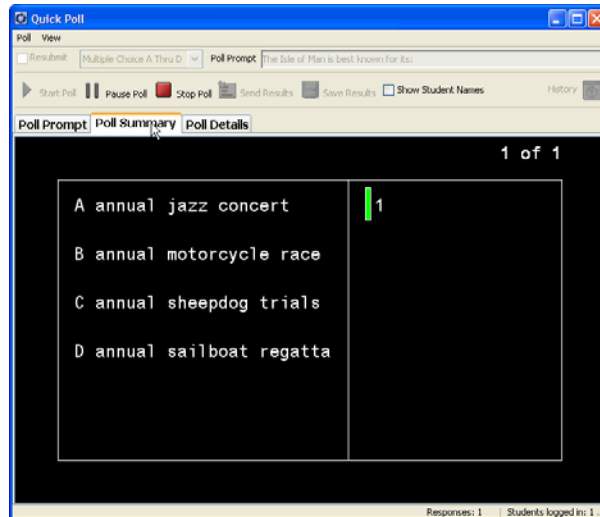 Quick Poll
Poll View
Resubmit Multiple Choice A Thru D Poll Prompt The Isle of Man is best known for its:
Start Poll Pause Poll Stop Poll Send Results Save Results Show Student Names History
Poll Prompt Poll Summary Poll Details
1 of 1
A annual jazz concert 1
B annual motorcycle race
C annual sheepdog trials
D annual sailboat regatta
Responses: 1 Students logged in: 1